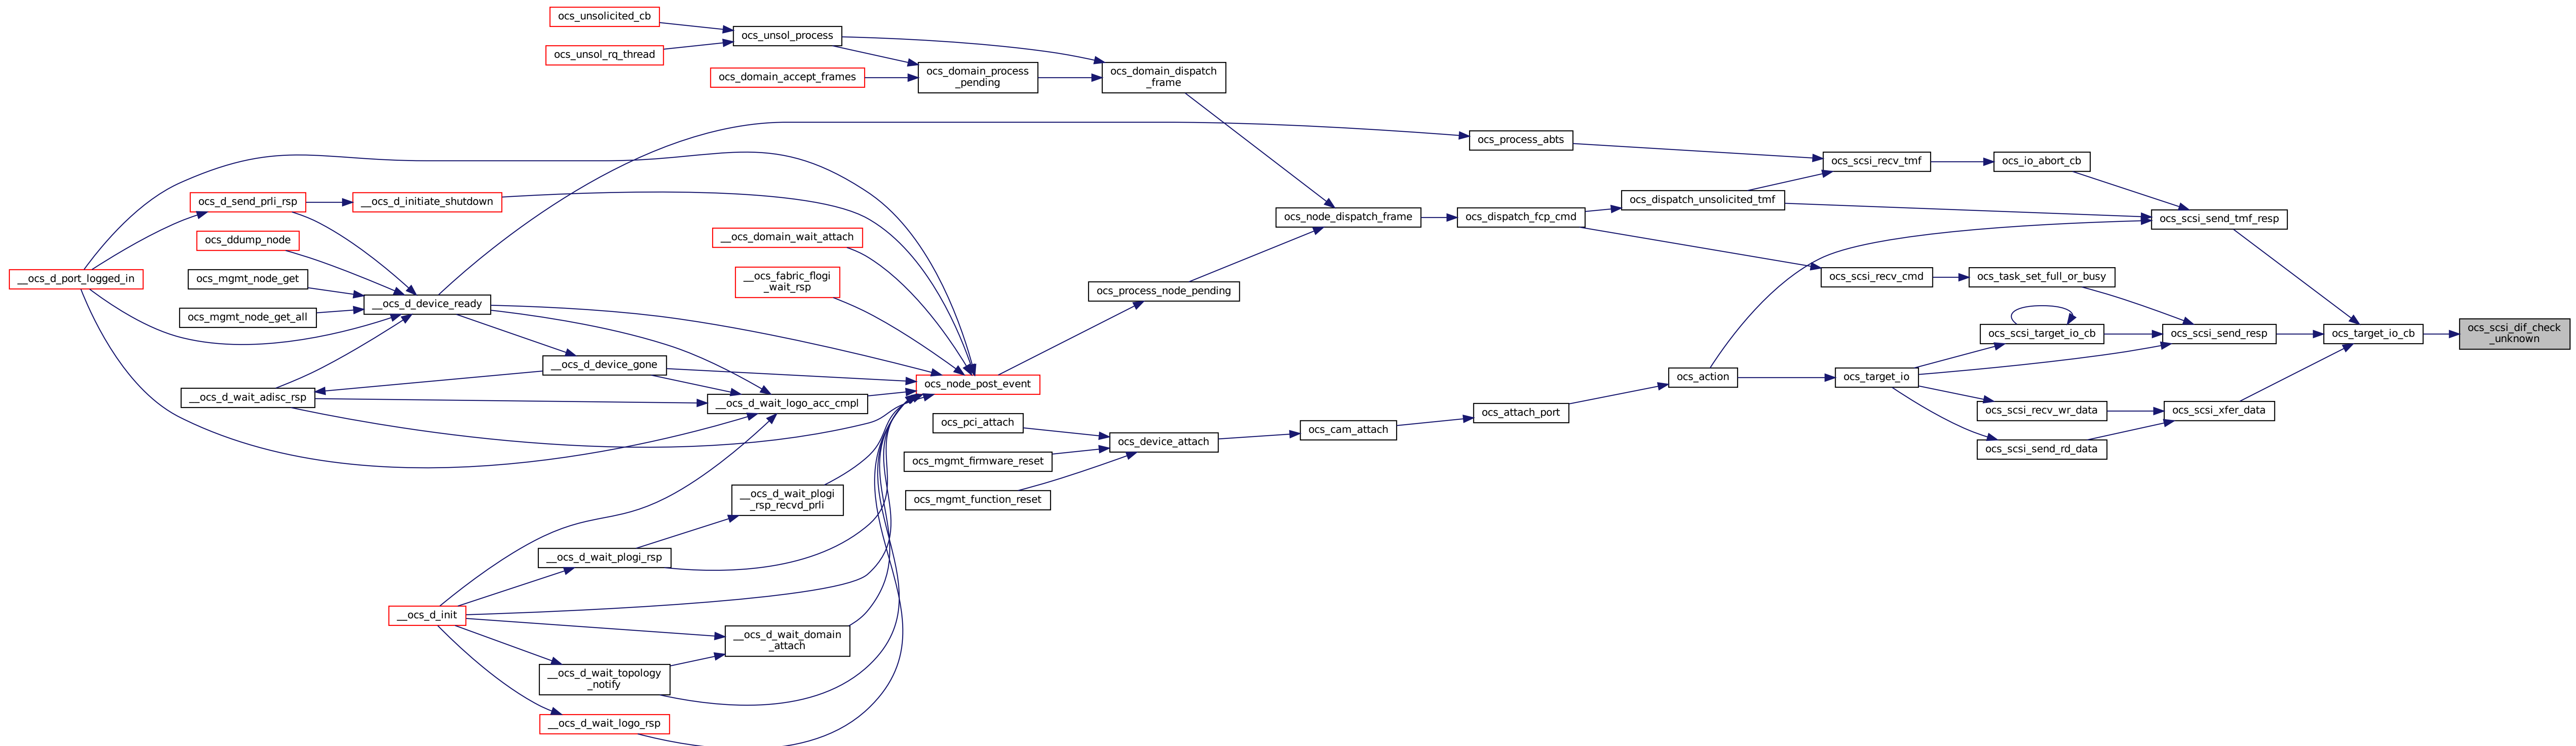 ocs_unsolicited_cb
ocs_unsol_process
ocs_unsol_rq_thread
ocs_domain_accept_frames
ocs_domain_process
_pending
ocs_domain_dispatch
_frame
ocs_process_abts
ocs_scsi_recv_tmf
ocs_io_abort_cb
ocs_d_send_prli_rsp
__ocs_d_initiate_shutdown
ocs_dispatch_unsolicited_tmf
ocs_node_dispatch_frame
ocs_dispatch_fcp_cmd
ocs_scsi_send_tmf_resp
ocs_ddump_node
__ocs_domain_wait_attach
__ocs_d_port_logged_in
ocs_mgmt_node_get
__ocs_fabric_flogi
_wait_rsp
ocs_scsi_recv_cmd
ocs_task_set_full_or_busy
ocs_process_node_pending
__ocs_d_device_ready
ocs_mgmt_node_get_all
ocs_scsi_target_io_cb
ocs_scsi_send_resp
ocs_target_io_cb
ocs_scsi_dif_check
_unknown
__ocs_d_device_gone
ocs_node_post_event
ocs_action
ocs_target_io
__ocs_d_wait_adisc_rsp
__ocs_d_wait_logo_acc_cmpl
ocs_attach_port
ocs_scsi_recv_wr_data
ocs_scsi_xfer_data
ocs_pci_attach
ocs_cam_attach
ocs_device_attach
ocs_scsi_send_rd_data
ocs_mgmt_firmware_reset
ocs_mgmt_function_reset
__ocs_d_wait_plogi
_rsp_recvd_prli
__ocs_d_wait_plogi_rsp
__ocs_d_init
__ocs_d_wait_domain
_attach
__ocs_d_wait_topology
_notify
__ocs_d_wait_logo_rsp